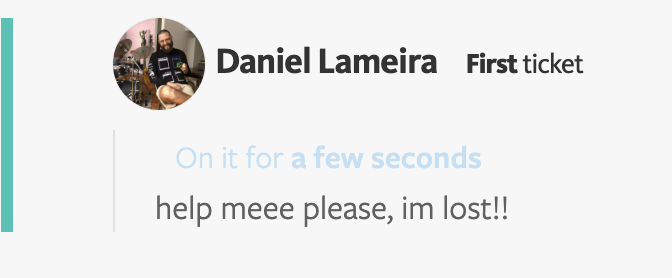 Daniel Lameira First ticket
On it for a few seconds
help meee please, im lost!!